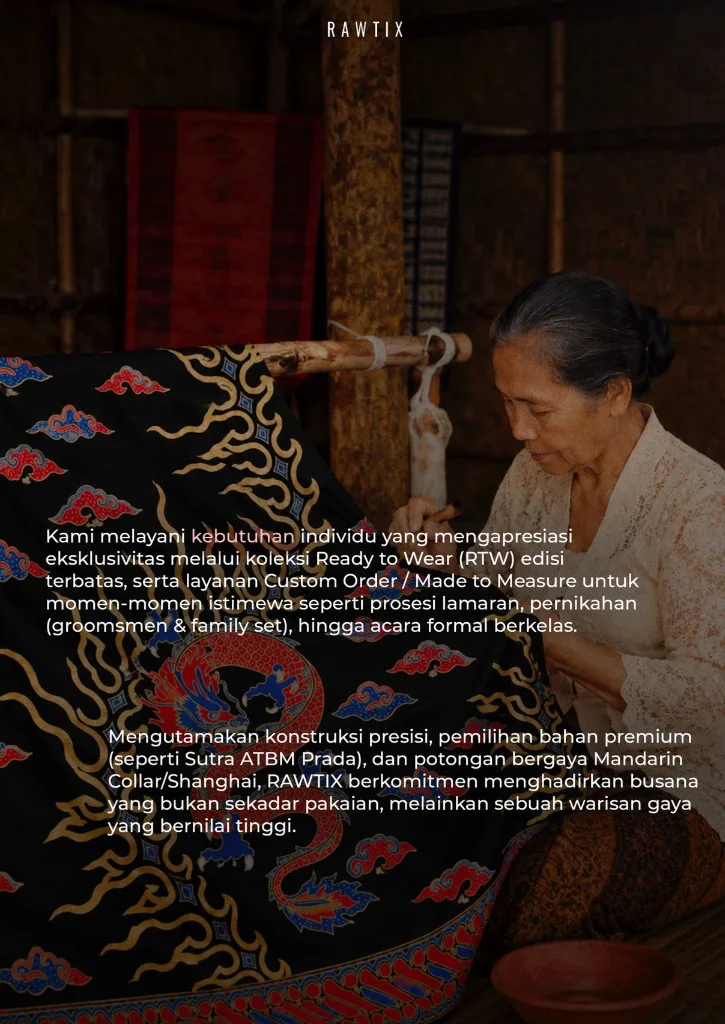 RAWTIX
Kami melayani kebutuhan individu yang mengapresiasi
eksklusivitas melalui koleksi Ready to Wear (RTW) edisi
terbatas, serta layanan Custom Order / Made to Measure untuk
momen-momen istimewa seperti prosesi lamaran, pernikahan
(groomsmen & family set), hingga acara formal berkelas.
Mengutamakan konstruksi presisi, pemilihan bahan premium
(seperti Sutra ATBM Prada), dan potongan bergaya Mandarin
Collar/Shanghai, RAWTIX berkomitmen menghadirkan busana
yang bukan sekadar pakaian, melainkan sebuah warisan gaya
yang bernilai tinggi.